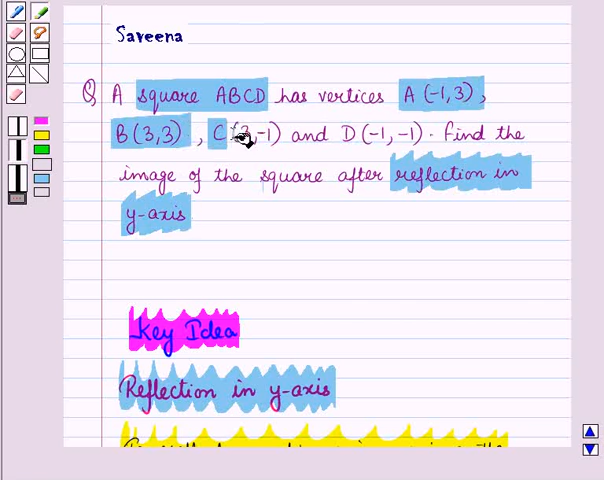 Saveena
Q A square ABCD has vertices A (-1,3),
B(3,3), C (3,-1) and D(-1,-1). Find the
image of the square after reflection in
y-axis
Key Idea
Reflection in y-axis